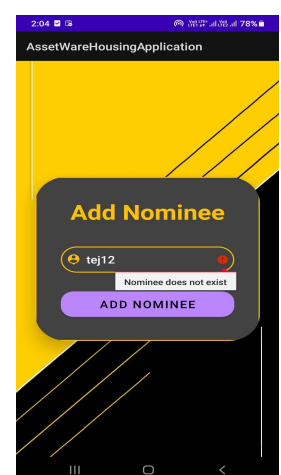 2:04
78%
AssetWareHousingApplication
Add Nominee
tej12
Nominee does not exist
ADD NOMINEE